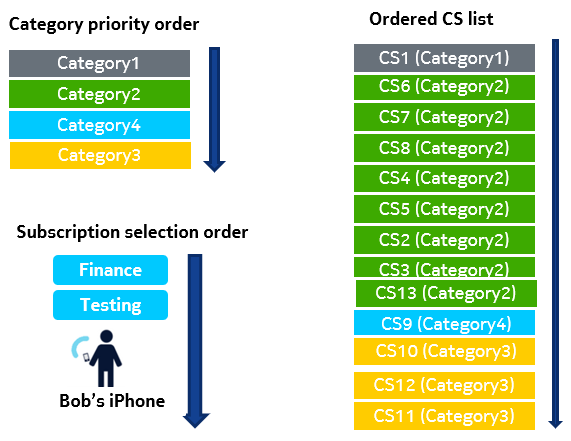 Category priority order
Category1
Category2
Category4
Category3
Subscription selection order
Finance
Testing
Bob's iPhone
Ordered CS list
CS1 (Category1)
CS6 (Category2)
CS7 (Category2)
CS8 (Category2)
CS4 (Category2)
CS5 (Category2)
CS2 (Category2)
CS3 (Category2)
CS13 (Category2)
CS9 (Category4)
CS10 (Category3)
CS12 (Category3)
CS11 (Category3)